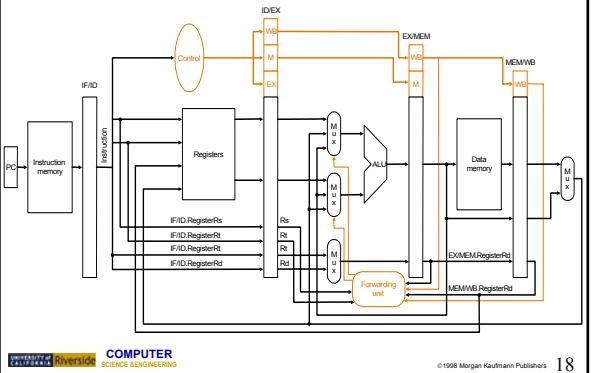 ID/EX
EX/MEM
MEM/WB
IF/ID
WB
M
EX
WB
M
WB
Control
PC
Instruction
memory
Instruction
Registers
M
u
x
M
u
x
M
u
x
ALU
Data
memory
M
u
x
IF/ID.RegisterRs
IF/ID.RegisterRt
IF/ID.RegisterRt
IF/ID.RegisterRd
Rs
Rt
Rt
Rd
EX/MEM.RegisterRd
Forwarding
unit
MEM/WB.RegisterRd
UNIVERSITY of
CALIFORNIA
Riverside
COMPUTER
SCIENCE &ENGINEERING
©1998 Morgan Kaufmann Publishers
18